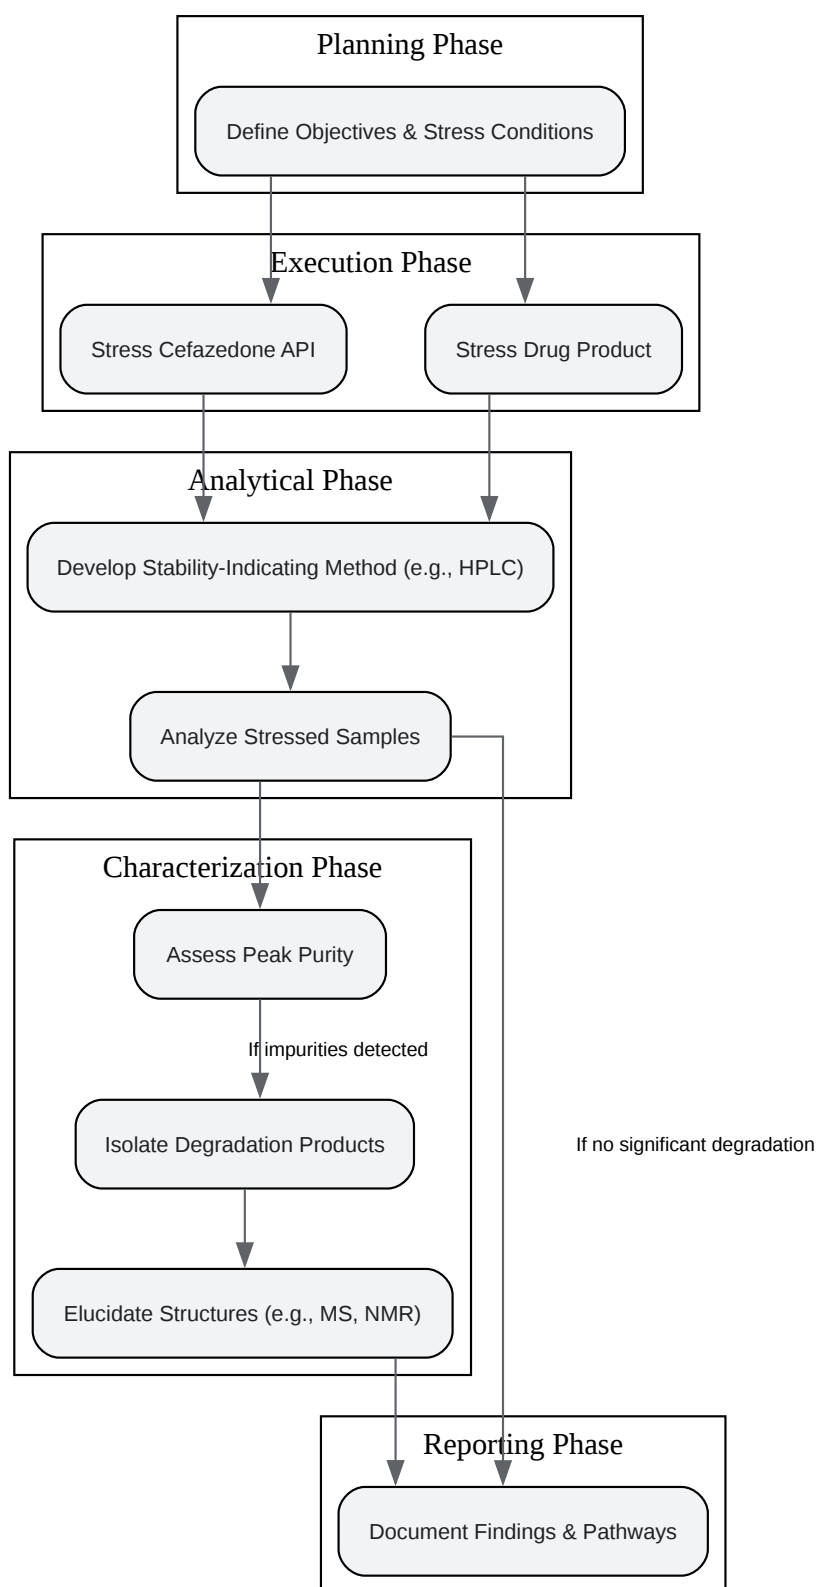 Planning Phase
Define Objectives & Stress Conditions
Execution Phase
Stress Cefazedone API
Stress Drug Product
Analytical Phase
Develop Stability-Indicating Method (e.g., HPLC)
Analyze Stressed Samples
Characterization Phase
Assess Peak Purity
If impurities detected
Isolate Degradation Products
If no significant degradation
Elucidate Structures (e.g., MS, NMR)
Reporting Phase
Document Findings & Pathways